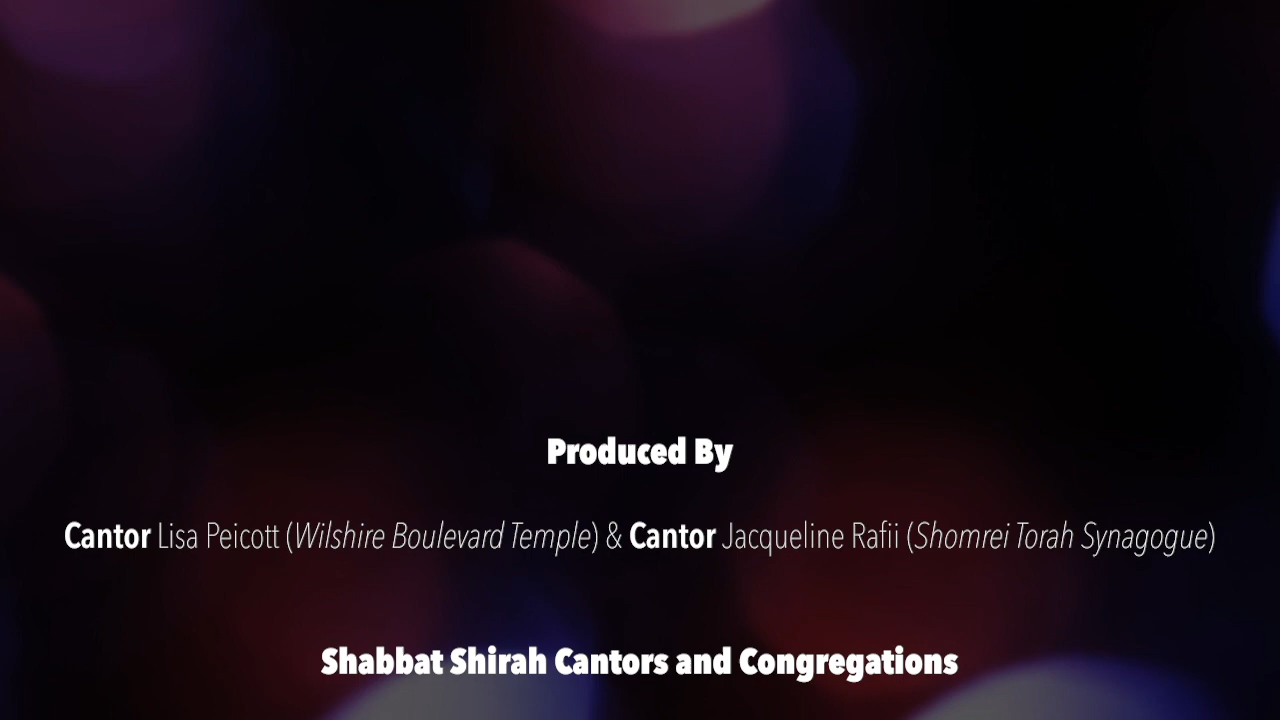 Produced By
Cantor Lisa Peicott (Wilshire Boulevard Temple) & Cantor Jacqueline Rafii (Shomrei Torah Synagogue)
Shabbat Shirah Cantors and Congregations